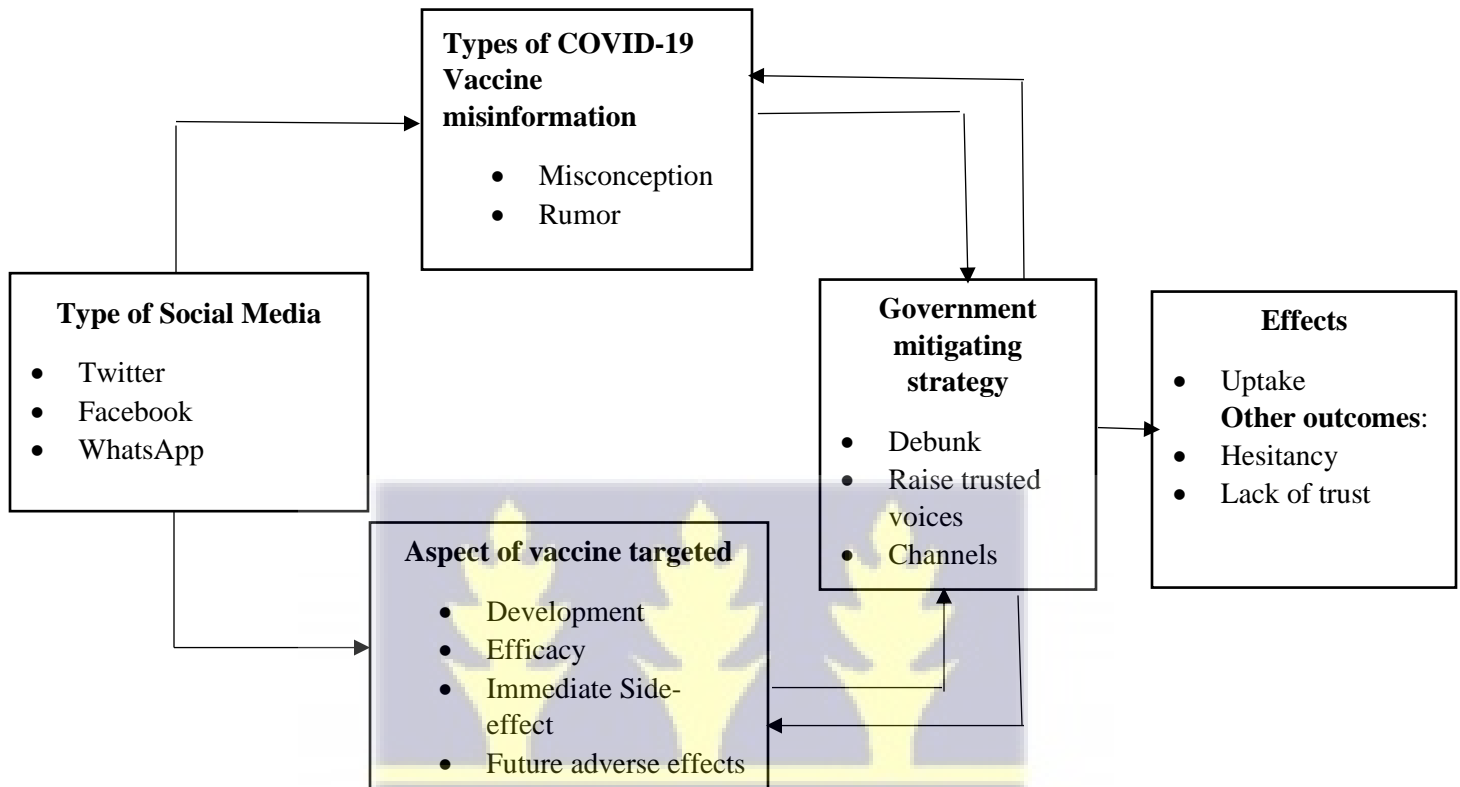 Types of COVID-19
Vaccine
misinformation
• Misconception
• Rumor
Type of Social Media
• Twitter
• Facebook
• WhatsApp
Aspect of vaccine targeted
• Development
• Efficacy
• Immediate Side-
effect
• Future adverse effects
Government
mitigating
strategy
• Debunk
• Raise trusted
voices
• Channels
Effects
• Uptake
Other outcomes:
• Hesitancy
• Lack of trust